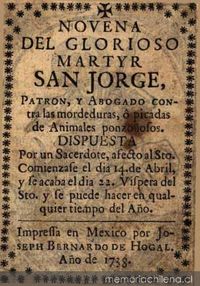 NOVENA
DEL GLORIOSO
MARTYR
SAN JORGE,
PATRON, Y ABOGADO CON-
tra las mordeduras, ò picadas
de Animales ponzoñosos.
DISPUESTA
Por un Sacerdote, afecto al Sto.
Comienzase el dia 14. de Abril,
y se acaba el dia 22. Vispera del
Sto. y se puede hacer en qual-
quier tiempo del Año.
Impressa en Mexico por Jo-
SEPH BERNARDO DE HOGAL.
Año de 1739.
memoriachilena.cl